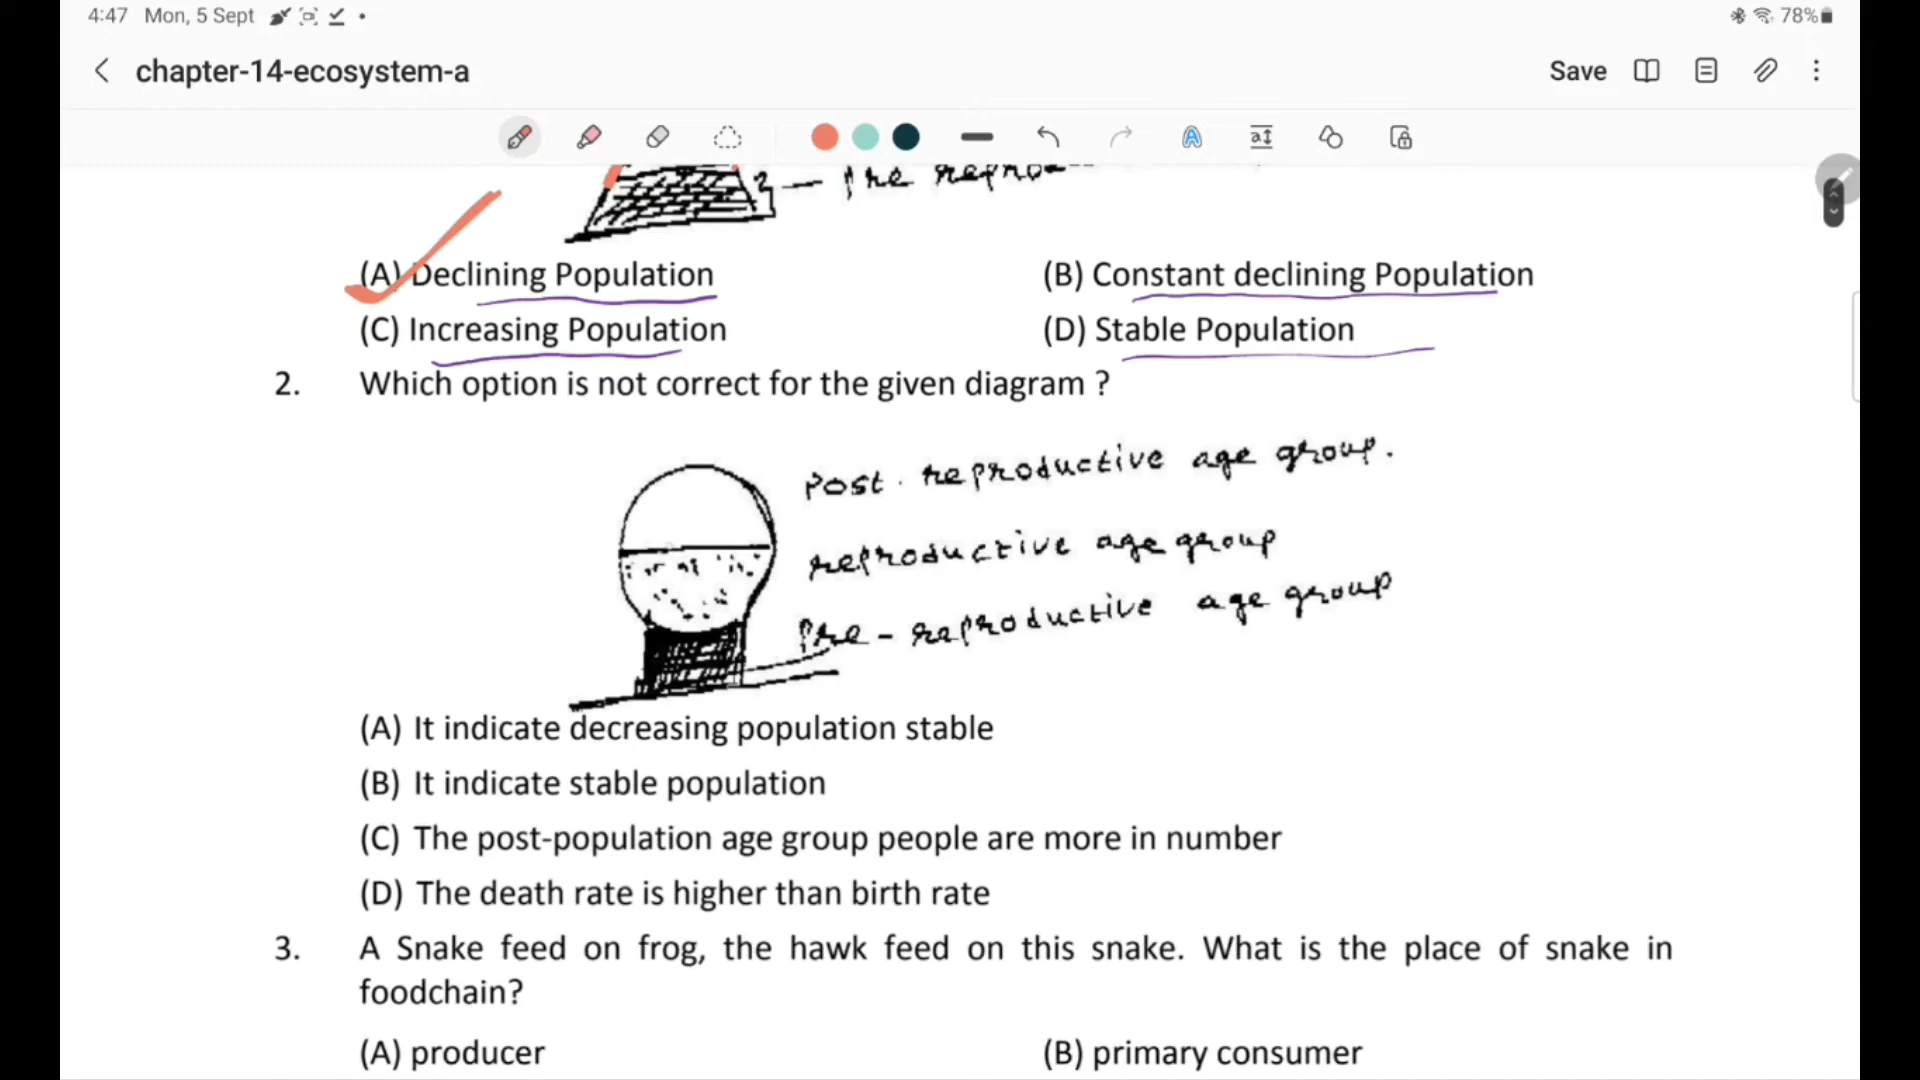 4:47 Mon, 5 Sept
78%
chapter-14-ecosystem-a
Save
(A) Declining Population
(B) Constant declining Population
(C) Increasing Population
(D) Stable Population
2. Which option is not correct for the given diagram ?
Post. reproductive age group.
reproductive age group
Pre - reproductive age group
(A) It indicate decreasing population stable
(B) It indicate stable population
(C) The post-population age group people are more in number
(D) The death rate is higher than birth rate
3. A Snake feed on frog, the hawk feed on this snake. What is the place of snake in
foodchain?
(A) producer
(B) primary consumer